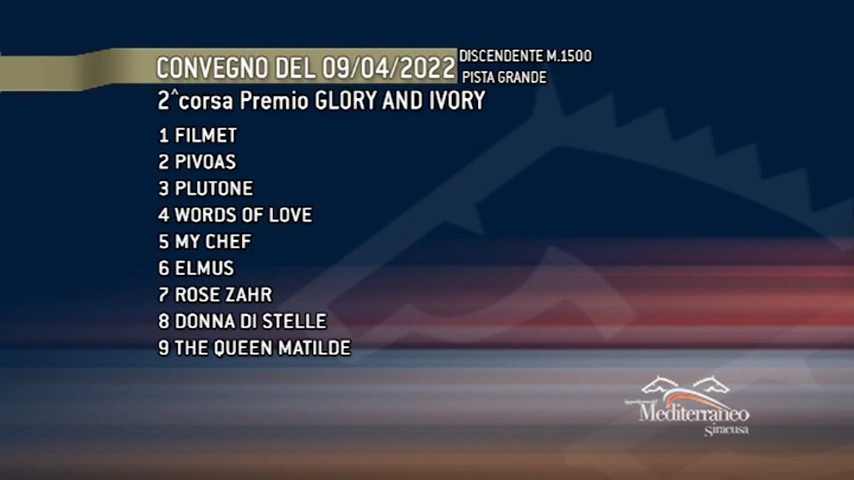 CONVEGNO DEL 09/04/2022
DISCENDENTE M.1500
PISTA GRANDE
2^corsa Premio GLORY AND IVORY
1 FILMET
2 PIVOAS
3 PLUTONE
4 WORDS OF LOVE
5 MY CHEF
6 ELMUS
7 ROSE ZAHR
8 DONNA DI STELLE
9 THE QUEEN MATILDE
Mediterraneo
Siracusa